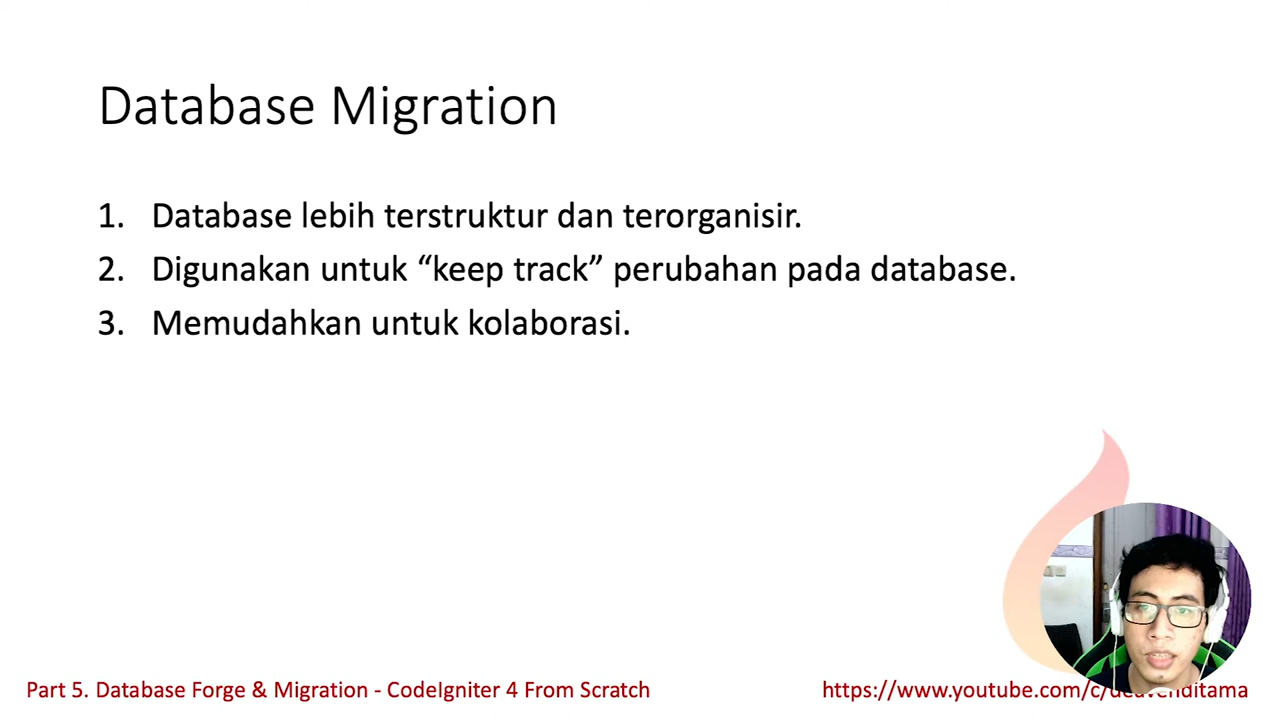 Database Migration
1. Database lebih terstruktur dan terorganisir.
2. Digunakan untuk “keep track” perubahan pada database.
3. Memudahkan untuk kolaborasi.
Part 5. Database Forge & Migration - CodeIgniter 4 From Scratch
https://www.youtube.com/c/deavenditama